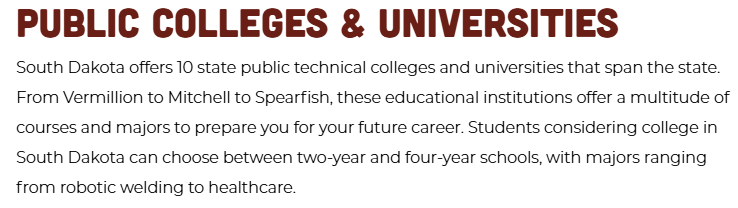 PUBLIC COLLEGES & UNIVERSITIES
South Dakota offers 10 state public technical colleges and universities that span the state.
From Vermillion to Mitchell to Spearfish, these educational institutions offer a multitude of
courses and majors to prepare you for your future career. Students considering college in
South Dakota can choose between two-year and four-year schools, with majors ranging
from robotic welding to healthcare.